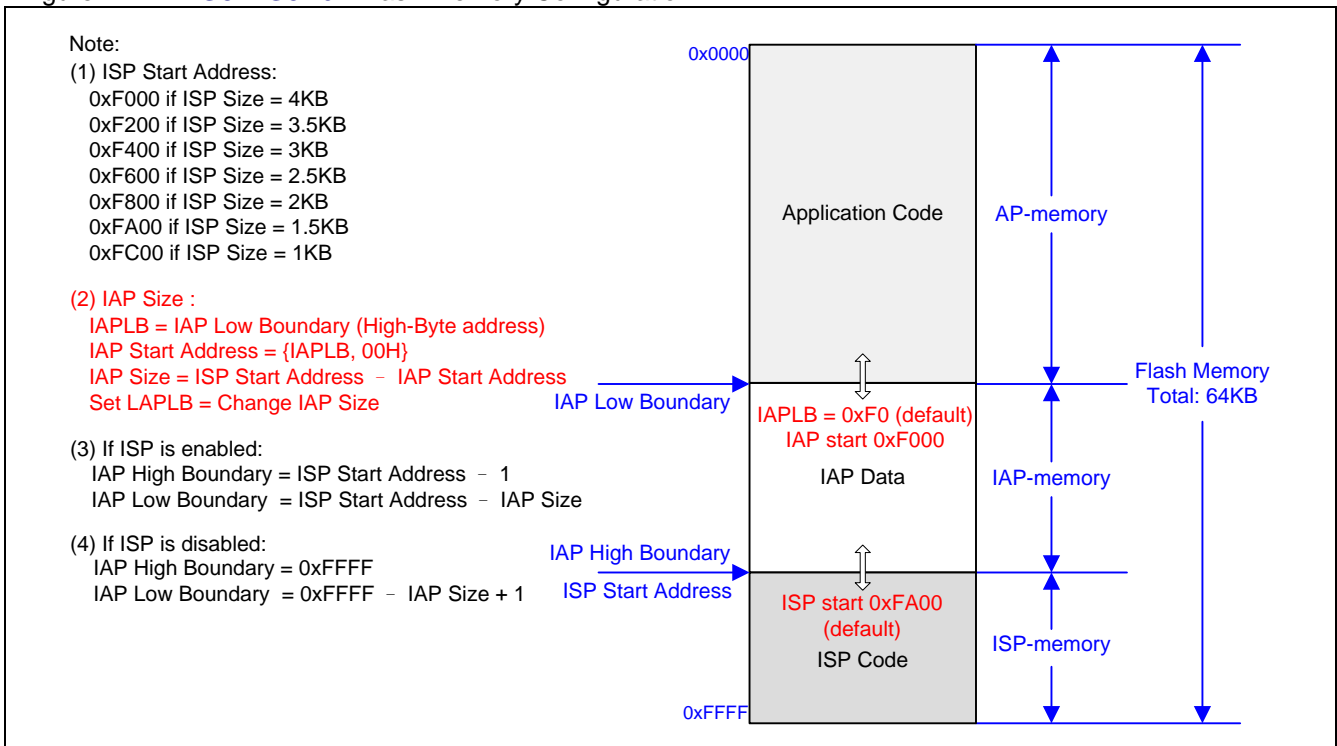 Note:
(1) ISP Start Address:
0xF000 if ISP Size = 4KB
0xF200 if ISP Size = 3.5KB
0xF400 if ISP Size = 3KB
0xF600 if ISP Size = 2.5KB
0xF800 if ISP Size = 2KB
0xFA00 if ISP Size = 1.5KB
0xFC00 if ISP Size = 1KB
(2) IAP Size :
IAPLB = IAP Low Boundary (High-Byte address)
IAP Start Address = {IAPLB, 00H}
IAP Size = ISP Start Address – IAP Start Address
Set LAPLB = Change IAP Size
(3) If ISP is enabled:
IAP High Boundary = ISP Start Address – 1
IAP Low Boundary = ISP Start Address – IAP Size
(4) If ISP is disabled:
IAP High Boundary = 0xFFFF
IAP Low Boundary = 0xFFFF – IAP Size + 1
IAP Low Boundary
IAP High Boundary
ISP Start Address
0x0000
Application Code
IAPLB = 0xF0 (default)
IAP start 0xF000
IAP Data
ISP start 0xFA00
(default)
ISP Code
0xFFFF
AP-memory
IAP-memory
ISP-memory
Flash Memory
Total: 64KB